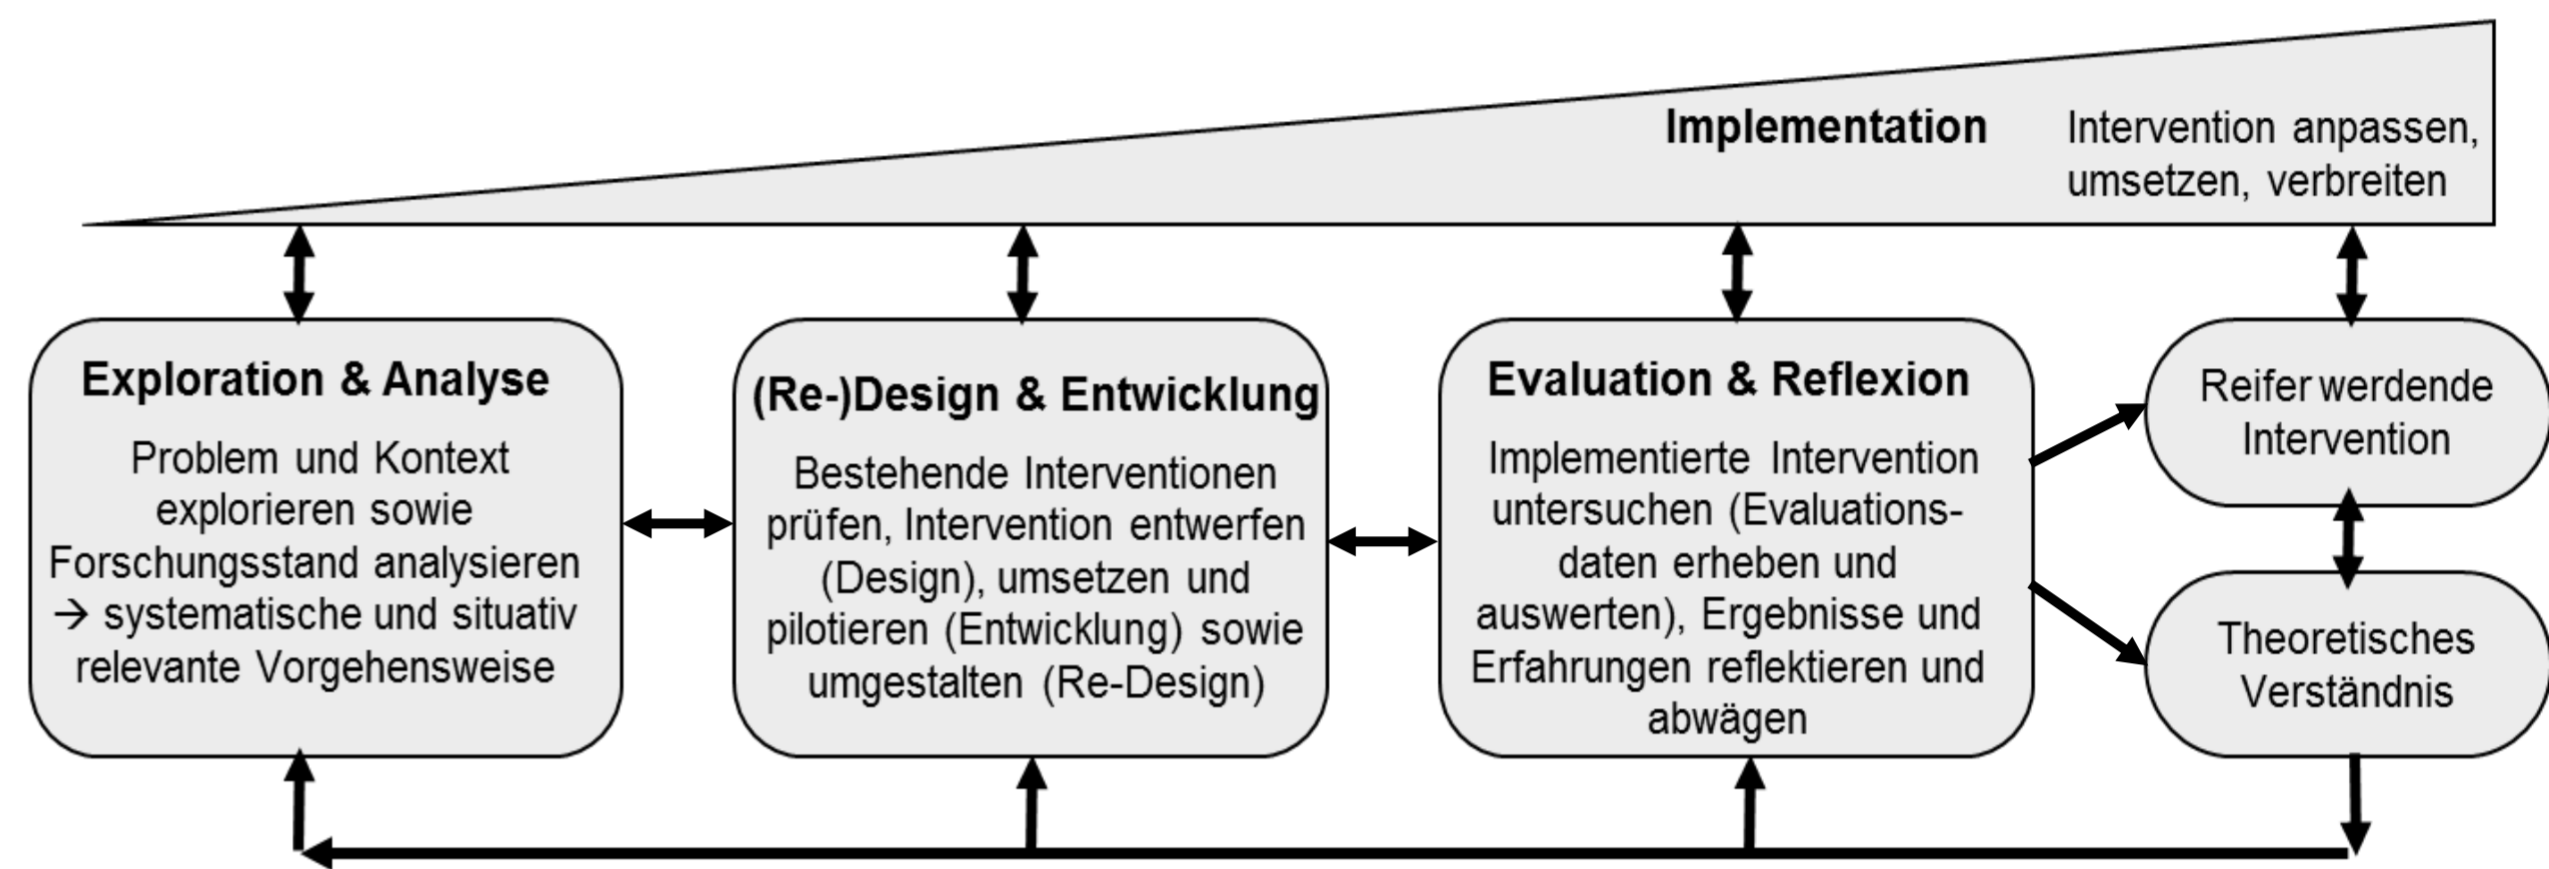 Implementation
Intervention anpassen,
umsetzen, verbreiten
Exploration & Analyse
Problem und Kontext
explorieren sowie
Forschungsstand analysieren
→ systematische und situativ
relevante Vorgehensweise
(Re-)Design & Entwicklung
Bestehende Interventionen
prüfen, Intervention entwerfen
(Design), umsetzen und
pilotieren (Entwicklung) sowie
umgestalten (Re-Design)
Evaluation & Reflexion
Implementierte Intervention
untersuchen (Evaluations-
daten erheben und
auswerten), Ergebnisse und
Erfahrungen reflektieren und
abwägen
Reifer werdende
Intervention
Theoretisches
Verständnis